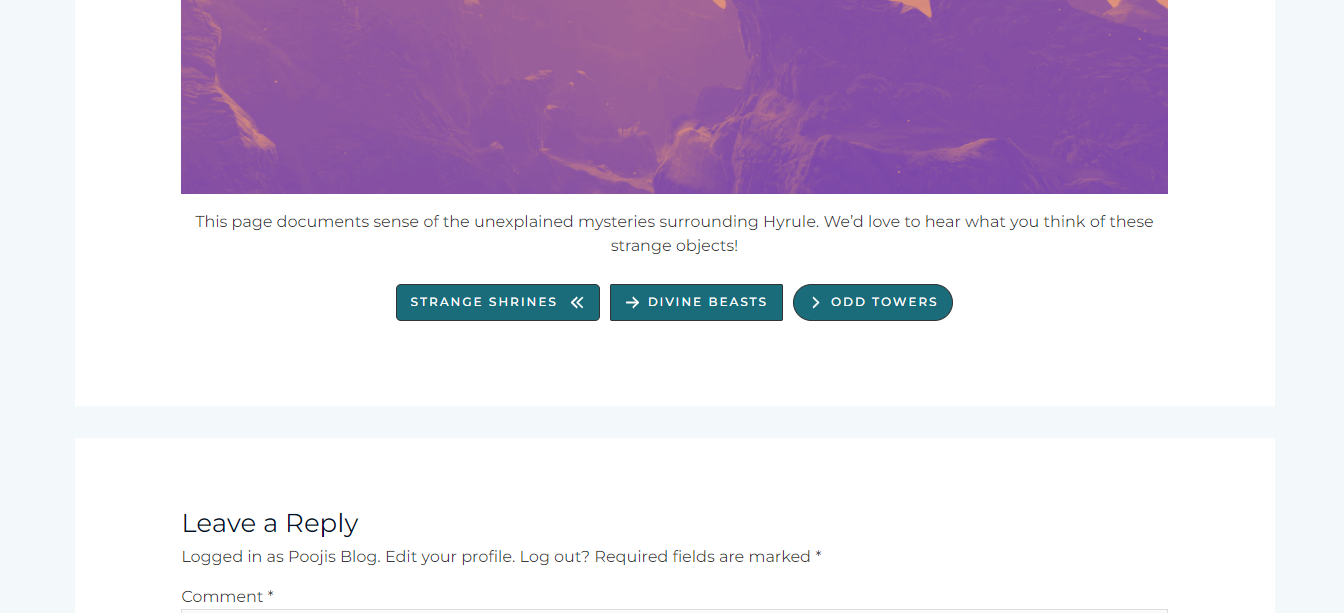 This page documents sense of the unexplained mysteries surrounding Hyrule. We’d love to hear what you think of these
strange objects!
STRANGE SHRINES
DIVINE BEASTS
ODD TOWERS
Leave a Reply
Logged in as Poojis Blog. Edit your profile. Log out? Required fields are marked *
Comment *